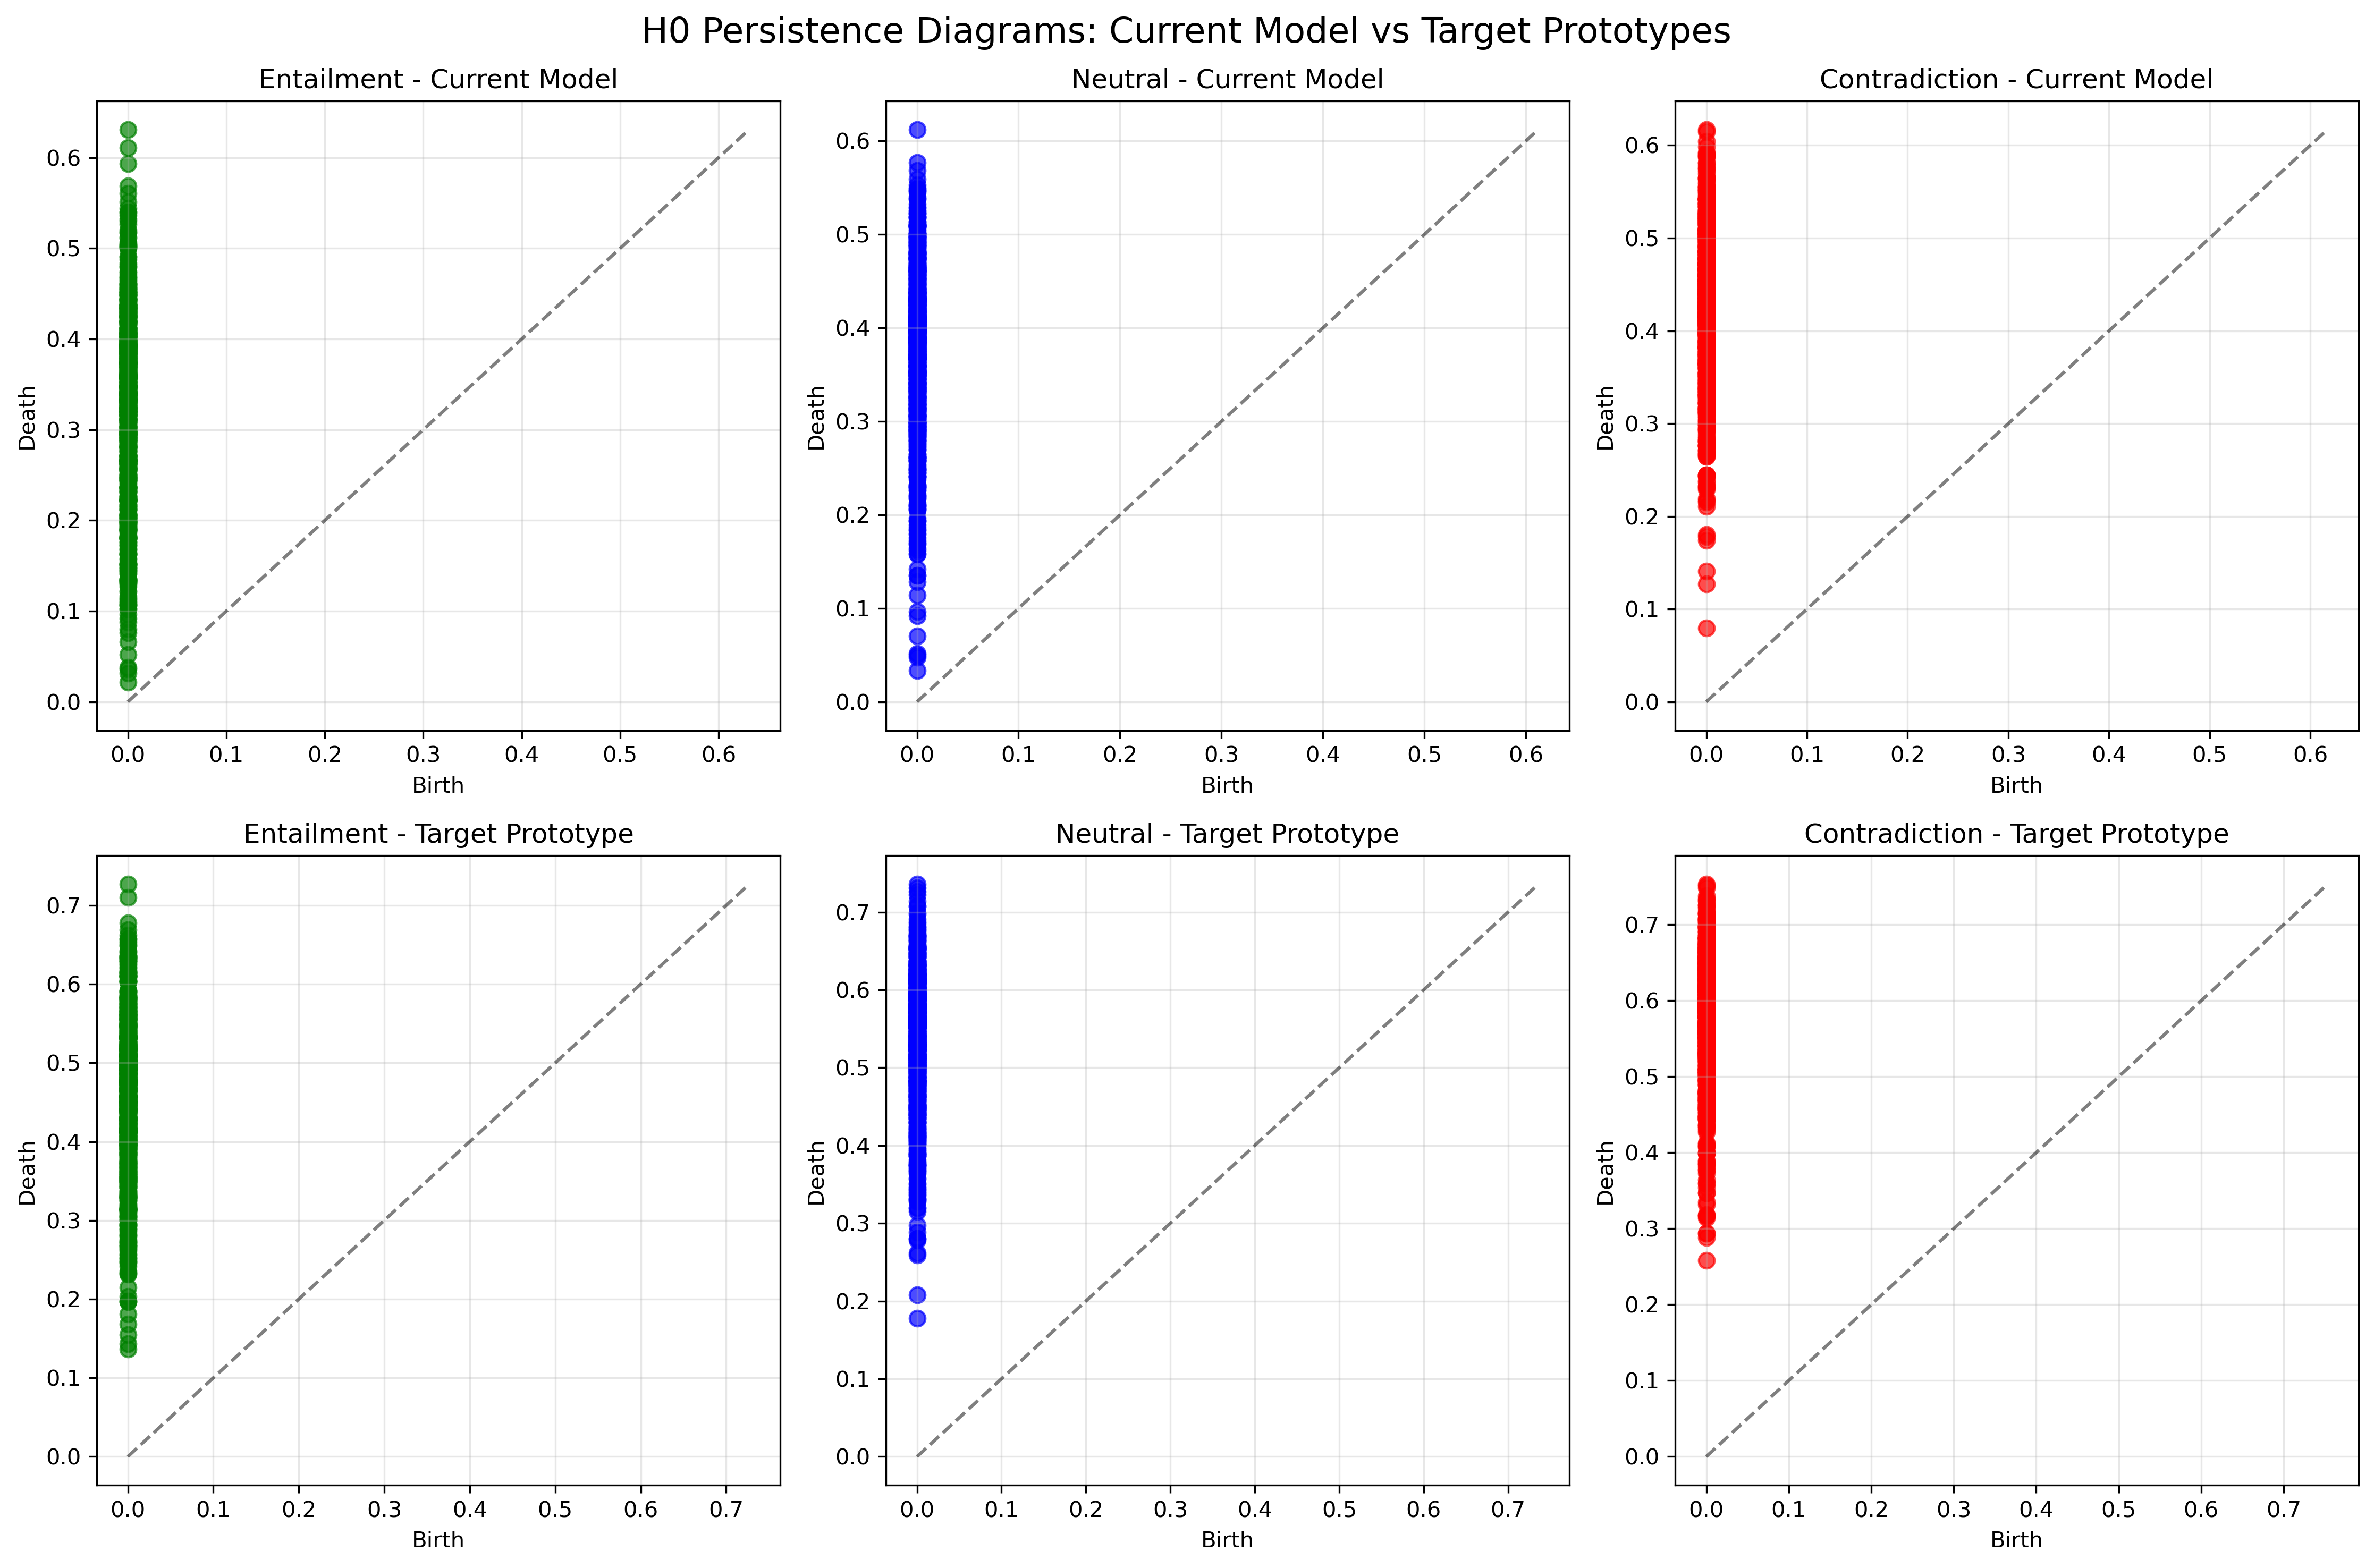 H0 Persistence Diagrams: Current Model vs Target Prototypes
Entailment - Current Model
Neutral - Current Model
Contradiction - Current Model
Death
0.6
0.5
0.4
0.3
0.2
0.1
0.0
0.0 0.1 0.2 0.3 0.4 0.5 0.6
Birth
Death
0.6
0.5
0.4
0.3
0.2
0.1
0.0
0.0 0.1 0.2 0.3 0.4 0.5 0.6
Birth
Death
0.6
0.5
0.4
0.3
0.2
0.1
0.0
0.0 0.1 0.2 0.3 0.4 0.5 0.6
Birth
Entailment - Target Prototype
Neutral - Target Prototype
Contradiction - Target Prototype
Death
0.7
0.6
0.5
0.4
0.3
0.2
0.1
0.0
0.0 0.1 0.2 0.3 0.4 0.5 0.6 0.7
Birth
Death
0.7
0.6
0.5
0.4
0.3
0.2
0.1
0.0
0.0 0.1 0.2 0.3 0.4 0.5 0.6 0.7
Birth
Death
0.7
0.6
0.5
0.4
0.3
0.2
0.1
0.0
0.0 0.1 0.2 0.3 0.4 0.5 0.6 0.7
Birth